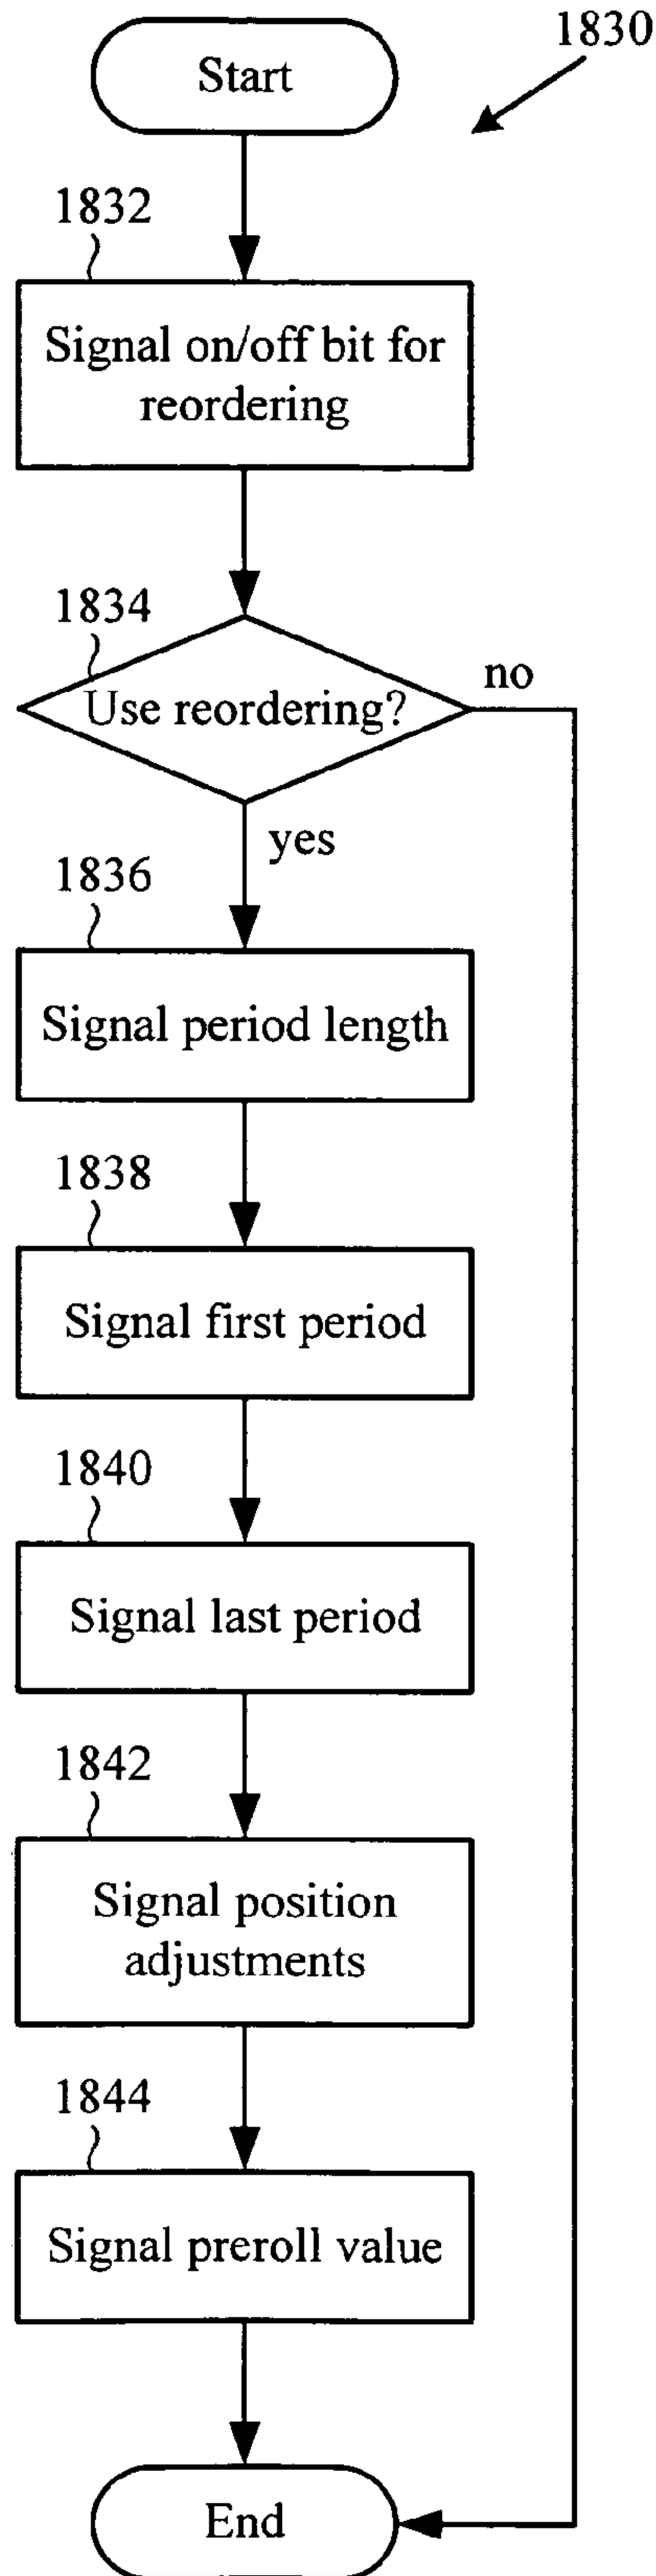 1830
Start
1832
Signal on/off bit for
reordering
1834
Use reordering?
no
yes
1836
Signal period length
1838
Signal first period
1840
Signal last period
1842
Signal position
adjustments
1844
Signal preroll value
End